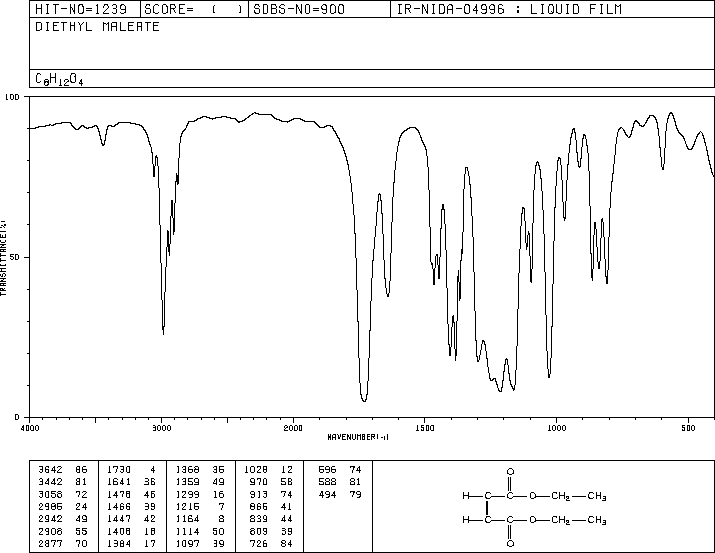 HIT-NO=1239 SCORE= ( ) SDBS-NO=900 IR-NIDA-04996 : LIQUID FILM
DIETHYL MALEATE
C8H12O4
100
50
0
TRANSMITTANCE(%)
4000 3000 2000 1500 1000 500
WAVENUMBER(-1)
3642 86 1730 4 1368 35 1028 12 596 74
3442 81 1641 36 1359 49 970 58 588 81
3058 72 1478 46 1299 16 913 74 494 79
2985 24 1466 39 1215 7 866 41
2942 49 1447 42 1164 8 839 44
2908 55 1408 18 1114 50 809 39
2877 70 1384 17 1097 39 726 84
O
H—C—C—O—CH2—CH3
H—C—C—O—CH2—CH3
O